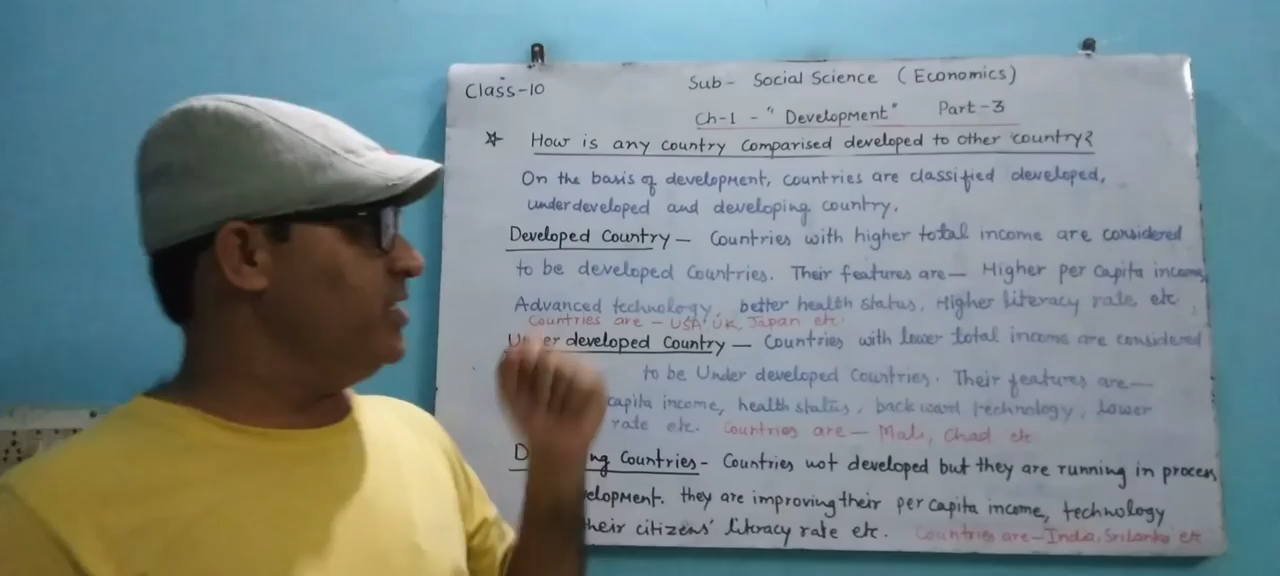 Class-10
Sub- Social Science (Economics)
Ch-1 - "Development" Part-3
☆ How is any country comparised developed to other country?
On the basis of development, countries are classified developed,
underdeveloped and developing country.
Developed Country — Countries with higher total income are considered
to be developed Countries. Their features are — Higher per Capita income,
Advanced technology, better health status, Higher literacy rate etc
Countries are - USA, UK, Japan etc
developed Country — Countries with lower total income are considered
to be Under developed Countries. Their features are—
capita income, health status, backward technology, lower
rate etc. Countries are — Mali, Chad etc
Countries - Countries not developed but they are running in process
they are improving their per capita income, technology
their citizens' literacy rate etc. Countries are - India, Srilanka etc